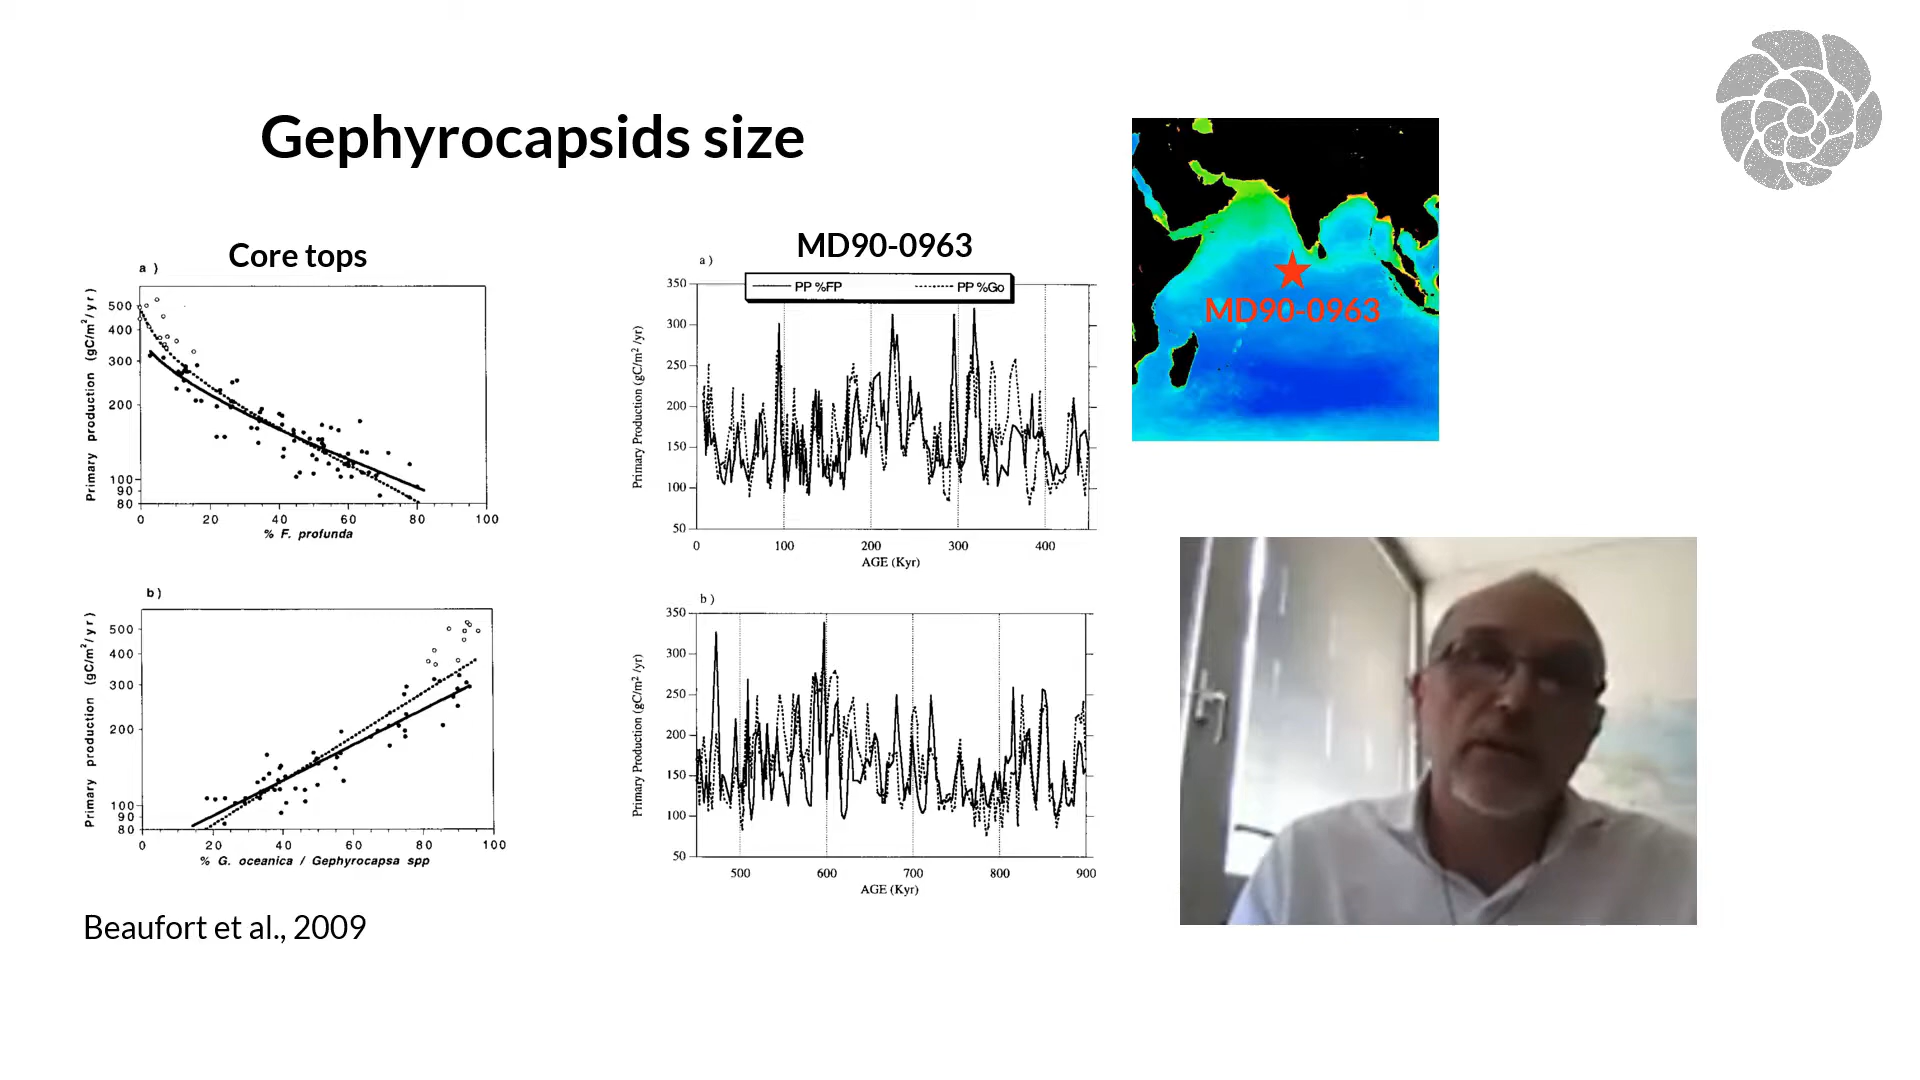 Gephyrocapsids size
Core tops
a )
Primary production (gC/m²/yr)
500
400
300
200
100
90
80
0 20 40 60 80 100
% F. profunda
b )
Primary production (gC/m²/yr)
500
400
300
200
100
90
80
0 20 40 60 80 100
% G. oceanica / Gephyrocapsa spp
Beaufort et al., 2009
MD90-0963
a )
PP %FP PP %Go
Primary Production (gC/m² /yr)
350
300
250
200
150
100
50
0 100 200 300 400
AGE (Kyr)
b )
Primary Production (gC/m² /yr)
350
300
250
200
150
100
50
500 600 700 800 900
AGE (Kyr)
MD90-0963